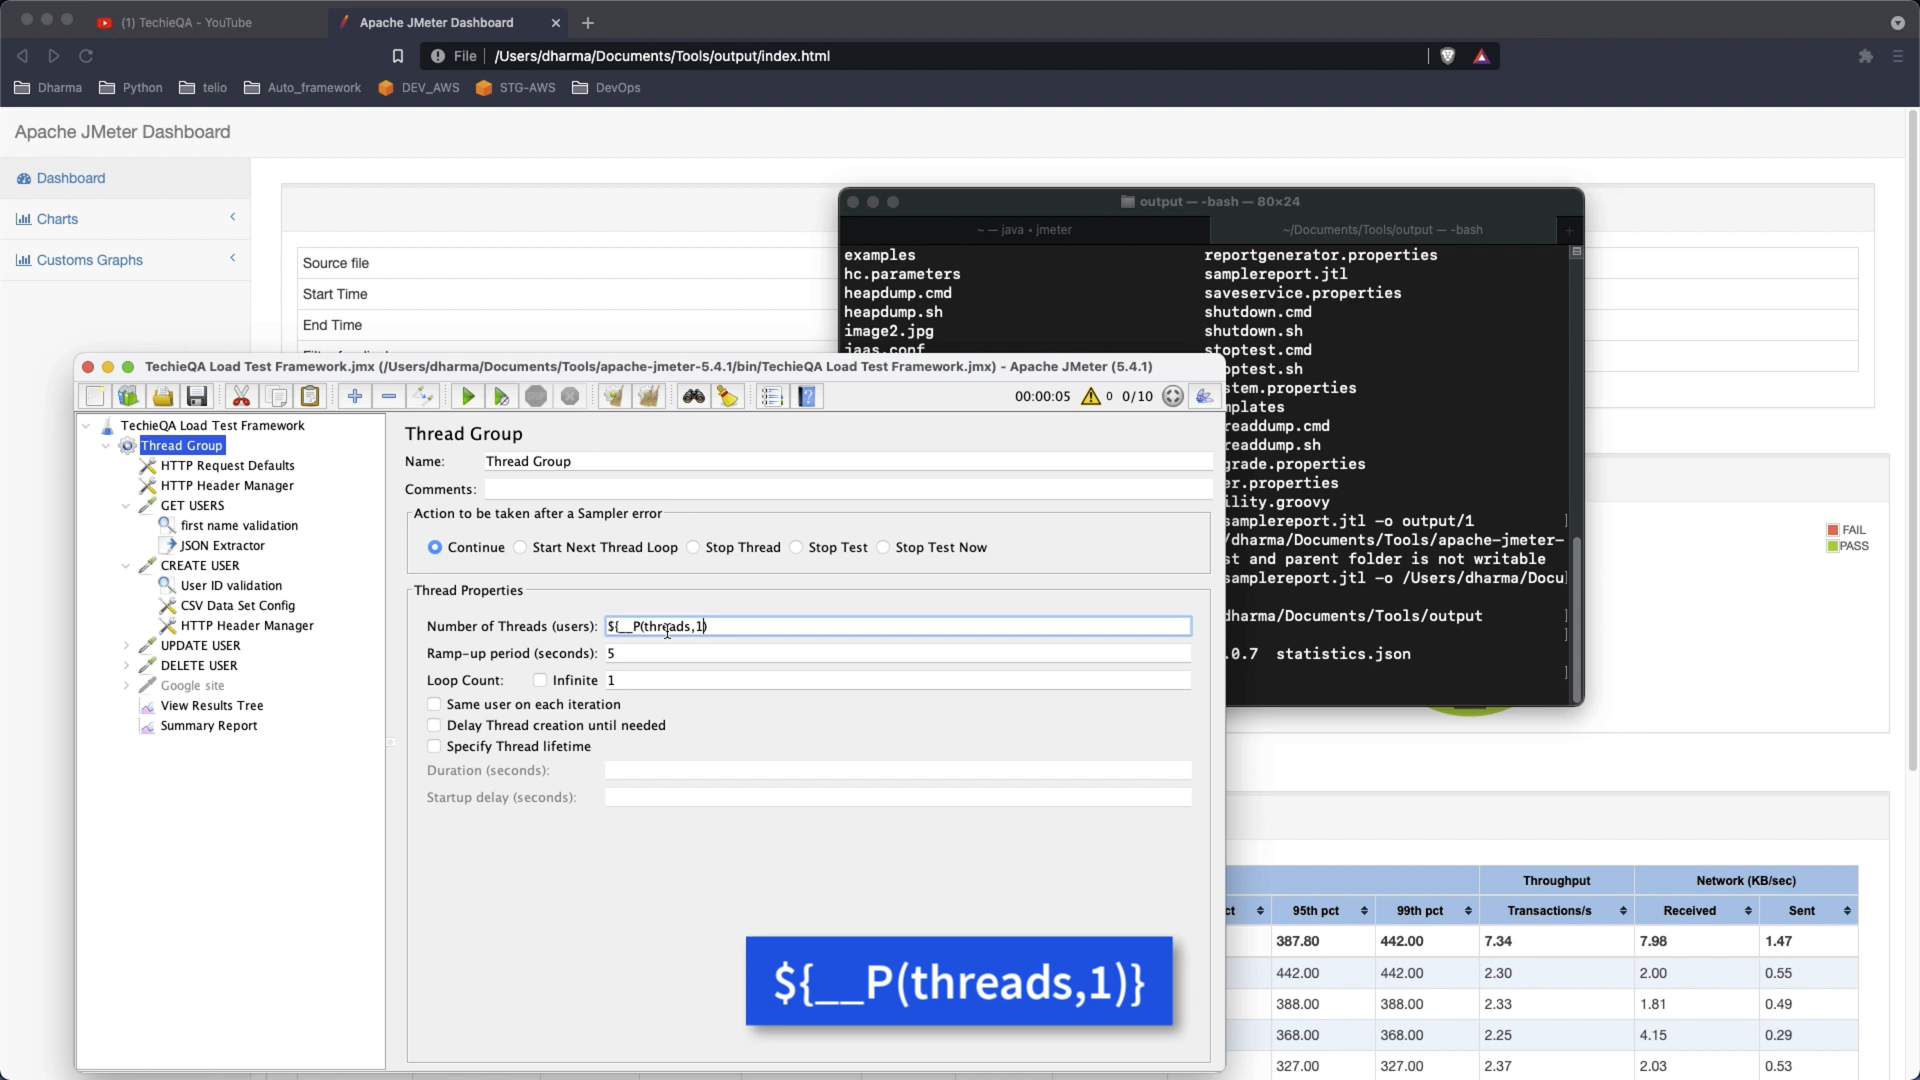 (1) TechieQA - YouTube
Apache JMeter Dashboard
File
/Users/dharma/Documents/Tools/output/index.html
Dharma
Python
telio
Auto_framework
DEV_AWS
STG-AWS
DevOps
Apache JMeter Dashboard
Dashboard
Charts
Customs Graphs
Source file
Start Time
End Time
output — -bash — 80×24
~ — java • jmeter
~/Documents/Tools/output — -bash
examples reportgenerator.properties
hc.parameters samplereport.jtl
heapdump.cmd saveservice.properties
heapdump.sh shutdown.cmd
image2.jpg shutdown.sh
jaas.conf stoptest.cmd
optest.sh
stem.properties
mplates
readdump.cmd
readdump.sh
grade.properties
er.properties
ility.groovy
samplereport.jtl -o output/1 ]
/dharma/Documents/Tools/apache-jmeter-
st and parent folder is not writable
samplereport.jtl -o /Users/dharma/Docu]
dharma/Documents/Tools/output ]
]
.0.7 statistics.json
]
FAIL
PASS
TechieQA Load Test Framework.jmx (/Users/dharma/Documents/Tools/apache-jmeter-5.4.1/bin/TechieQA Load Test Framework.jmx) - Apache JMeter (5.4.1)
00:00:05
0
0/10
TechieQA Load Test Framework
Thread Group
HTTP Request Defaults
HTTP Header Manager
GET USERS
first name validation
JSON Extractor
CREATE USER
User ID validation
CSV Data Set Config
HTTP Header Manager
UPDATE USER
DELETE USER
Google site
View Results Tree
Summary Report
Thread Group
Name: Thread Group
Comments:
Action to be taken after a Sampler error
Continue Start Next Thread Loop Stop Thread Stop Test Stop Test Now
Thread Properties
Number of Threads (users): ${__P(threads,1)
Ramp-up period (seconds): 5
Loop Count: Infinite 1
Same user on each iteration
Delay Thread creation until needed
Specify Thread lifetime
Duration (seconds):
Startup delay (seconds):
${__P(threads,1)}
Throughput Network (KB/sec)
ct 95th pct 99th pct Transactions/s Received Sent
387.80 442.00 7.34 7.98 1.47
442.00 442.00 2.30 2.00 0.55
388.00 388.00 2.33 1.81 0.49
368.00 368.00 2.25 4.15 0.29
327.00 327.00 2.37 2.03 0.53